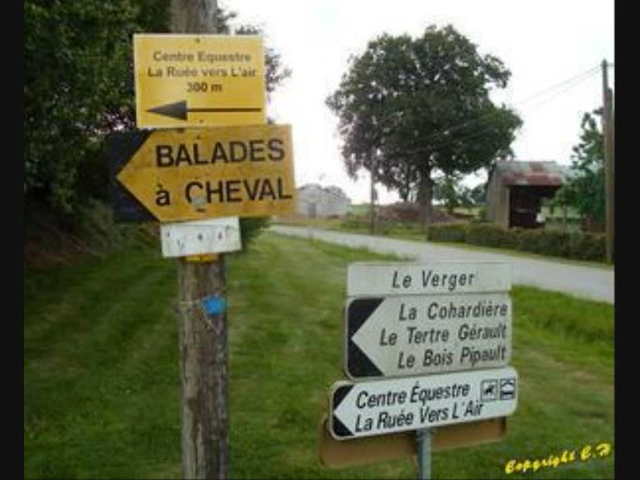 Centre Equestre
La Ruée vers L'air
300 m
BALADES
à CHEVAL
Le Verger
La Cohardière
Le Tertre Gérault
Le Bois Pipault
Centre Équestre
La Ruée Vers L'Air
Copyright C.H